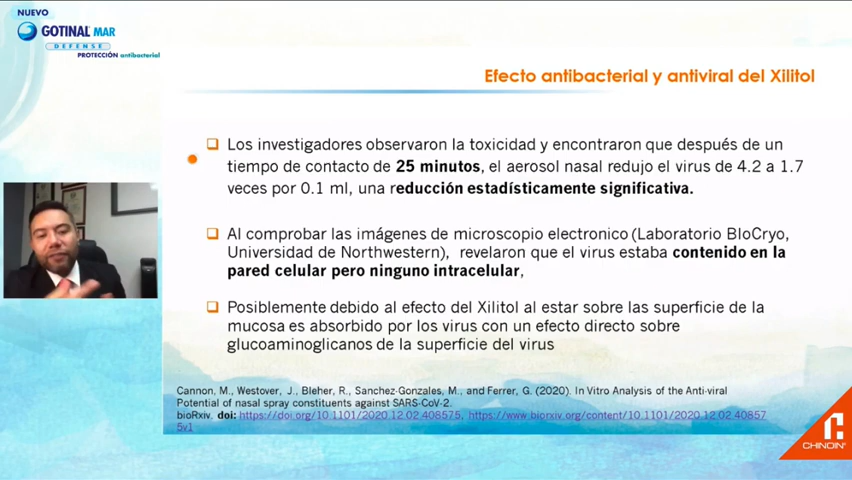 NUEVO
GOTINAL MAR
DEFENSE
PROTECCIÓN antibacterial
Efecto antibacterial y antiviral del Xilitol
Los investigadores observaron la toxicidad y encontraron que después de un
tiempo de contacto de 25 minutos, el aerosol nasal redujo el virus de 4.2 a 1.7
veces por 0.1 ml, una reducción estadísticamente significativa.
Al comprobar las imágenes de microscopio electronico (Laboratorio BIoCryo,
Universidad de Northwestern), revelaron que el virus estaba contenido en la
pared celular pero ninguno intracelular,
Posiblemente debido al efecto del Xilitol al estar sobre las superficie de la
mucosa es absorbido por los virus con un efecto directo sobre
glucoaminoglicanos de la superficie del virus
Cannon, M., Westover, J., Bleher, R., Sanchez-Gonzales, M., and Ferrer, G. (2020). In Vitro Analysis of the Anti-viral
Potential of nasal spray constituents against SARS-CoV-2.
bioRxiv. doi: https://doi.org/10.1101/2020.12.02.408575, https://www.biorxiv.org/content/10.1101/2020.12.02.40857
5v1
CHINOIN